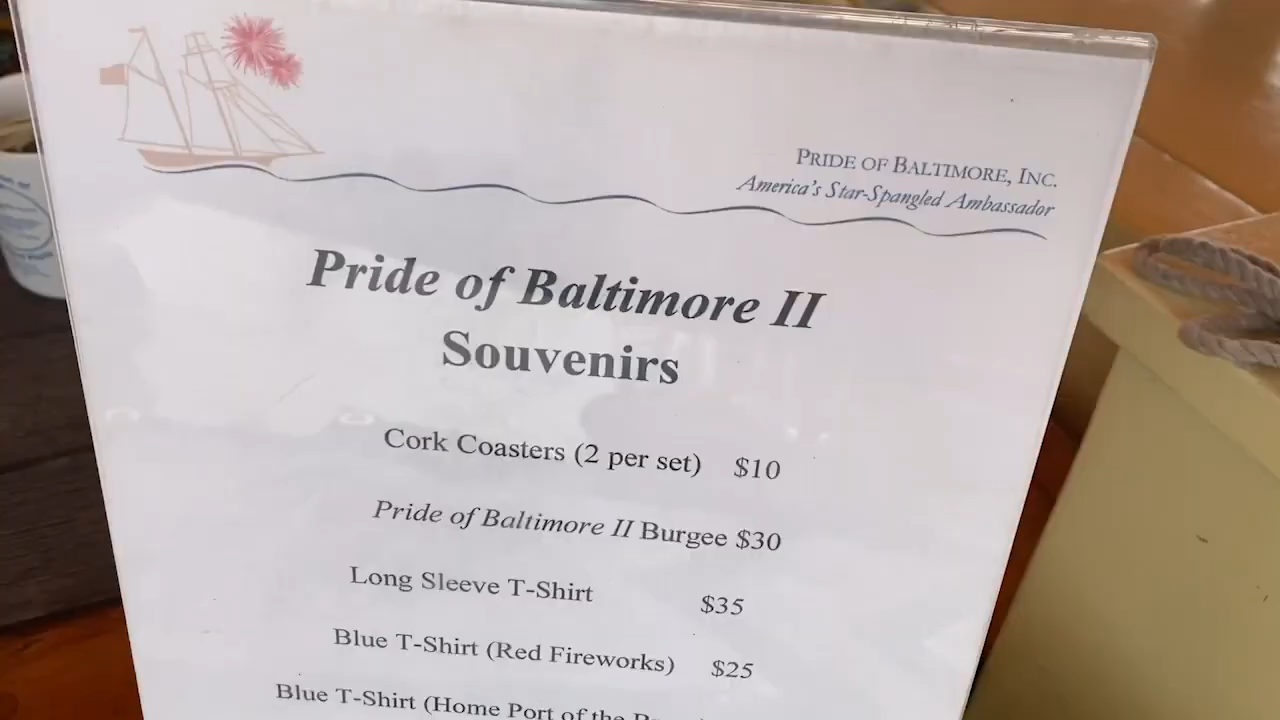 PRIDE OF BALTIMORE, INC.
America's Star-Spangled Ambassador
Pride of Baltimore II
Souvenirs
Cork Coasters (2 per set) $10
Pride of Baltimore II Burgee $30
Long Sleeve T-Shirt $35
Blue T-Shirt (Red Fireworks) $25
Blue T-Shirt (Home Port of the